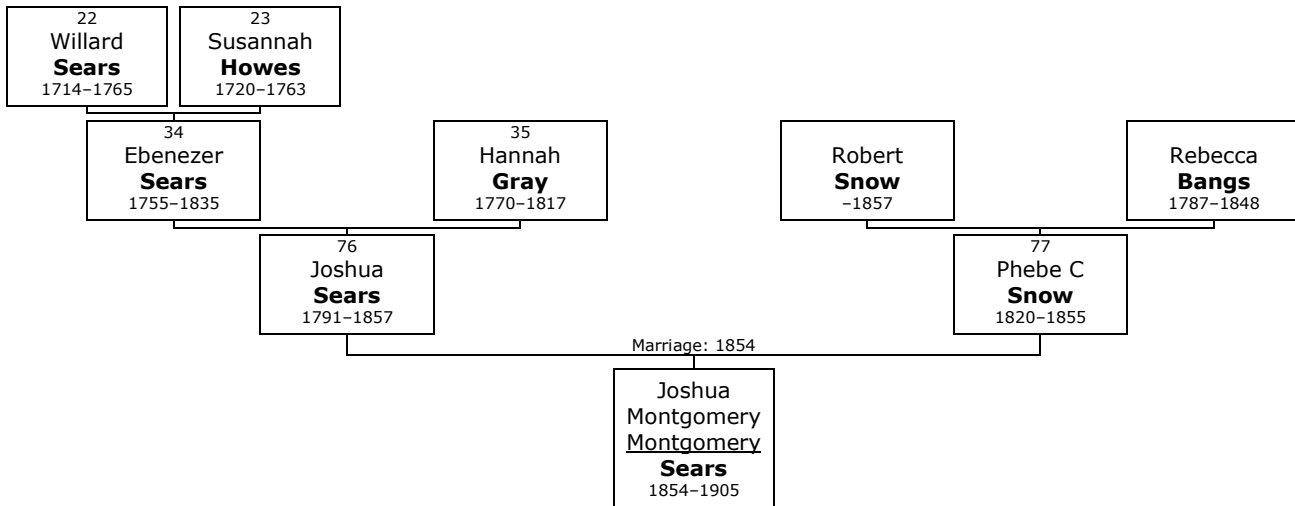 22
Willard
Sears
1714–1765
23
Susannah
Howes
1720–1763
34
Ebenezer
Sears
1755–1835
35
Hannah
Gray
1770–1817
Robert
Snow
–1857
Rebecca
Bangs
1787–1848
76
Joshua
Sears
1791–1857
77
Phebe C
Snow
1820–1855
Marriage: 1854
Joshua
Montgomery
Montgomery
Sears
1854–1905